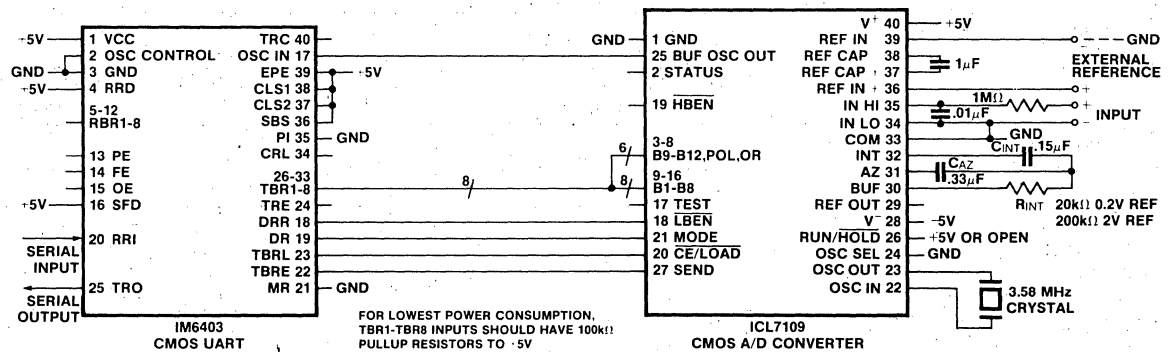 +5V
GND
+5V
1 VCC
2 OSC CONTROL
3 GND
4 RRD
5-12
RBR1-8
13 PE
14 FE
15 OE
+5V
16 SFD
20 RRI
SERIAL
INPUT
25 TRO
SERIAL
OUTPUT
TRC 40
OSC IN 17
EPE 39
+5V
CLS1 38
CLS2 37
SBS 36
PI 35
GND
CRL 34
26-33
TBR1-8
8
TRE 24
DRR 18
DR 19
TBRL 23
TBRE 22
MR 21
GND
IM6403
CMOS UART
FOR LOWEST POWER CONSUMPTION,
TBR1-TBR8 INPUTS SHOULD HAVE 100kΩ
PULLUP RESISTORS TO +5V
GND
1 GND
25 BUF OSC OUT
2 STATUS
19 HBEN
3-8
6
B9-B12,POL,OR
9-16
8
B1-B8
17 TEST
18 LBEN
21 MODE
20 CE/LOAD
27 SEND
V+ 40
+5V
REF IN - 39
GND
REF CAP - 38
REF CAP + 37
1μF
EXTERNAL
REFERENCE
REF IN + 36
+
IN HI 35
1MΩ
+
.01μF
INPUT
IN LO 34
-
COM 33
GND
INT 32
CINT
.15μF
AZ 31
CAZ
.33μF
BUF 30
RINT
20kΩ 0.2V REF
200kΩ 2V REF
REF OUT 29
V- 28
-5V
RUN/HOLD 26
+5V OR OPEN
OSC SEL 24
GND
OSC OUT 23
OSC IN 22
3.58 MHz
CRYSTAL
ICL7109
CMOS A/D CONVERTER